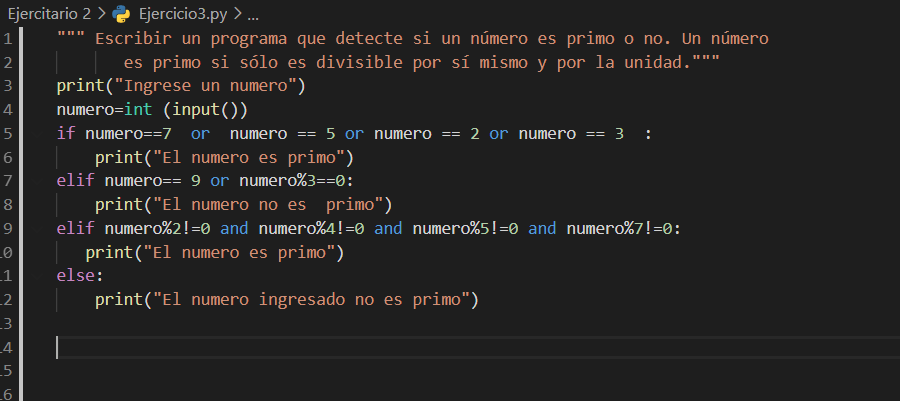 Ejercitario 2 > Ejercicio3.py > ...
1 """ Escribir un programa que detecte si un número es primo o no. Un número
2 es primo si sólo es divisible por sí mismo y por la unidad."""
3 print("Ingrese un numero")
4 numero=int (input())
5 if numero==7  or  numero == 5 or numero == 2 or numero == 3  :
6 print("El numero es primo")
7 elif numero== 9 or numero%3==0:
8 print("El numero no es  primo")
9 elif numero%2!=0 and numero%4!=0 and numero%5!=0 and numero%7!=0:
10 print("El numero es primo")
11 else:
12 print("El numero ingresado no es primo")
13
14
15
16